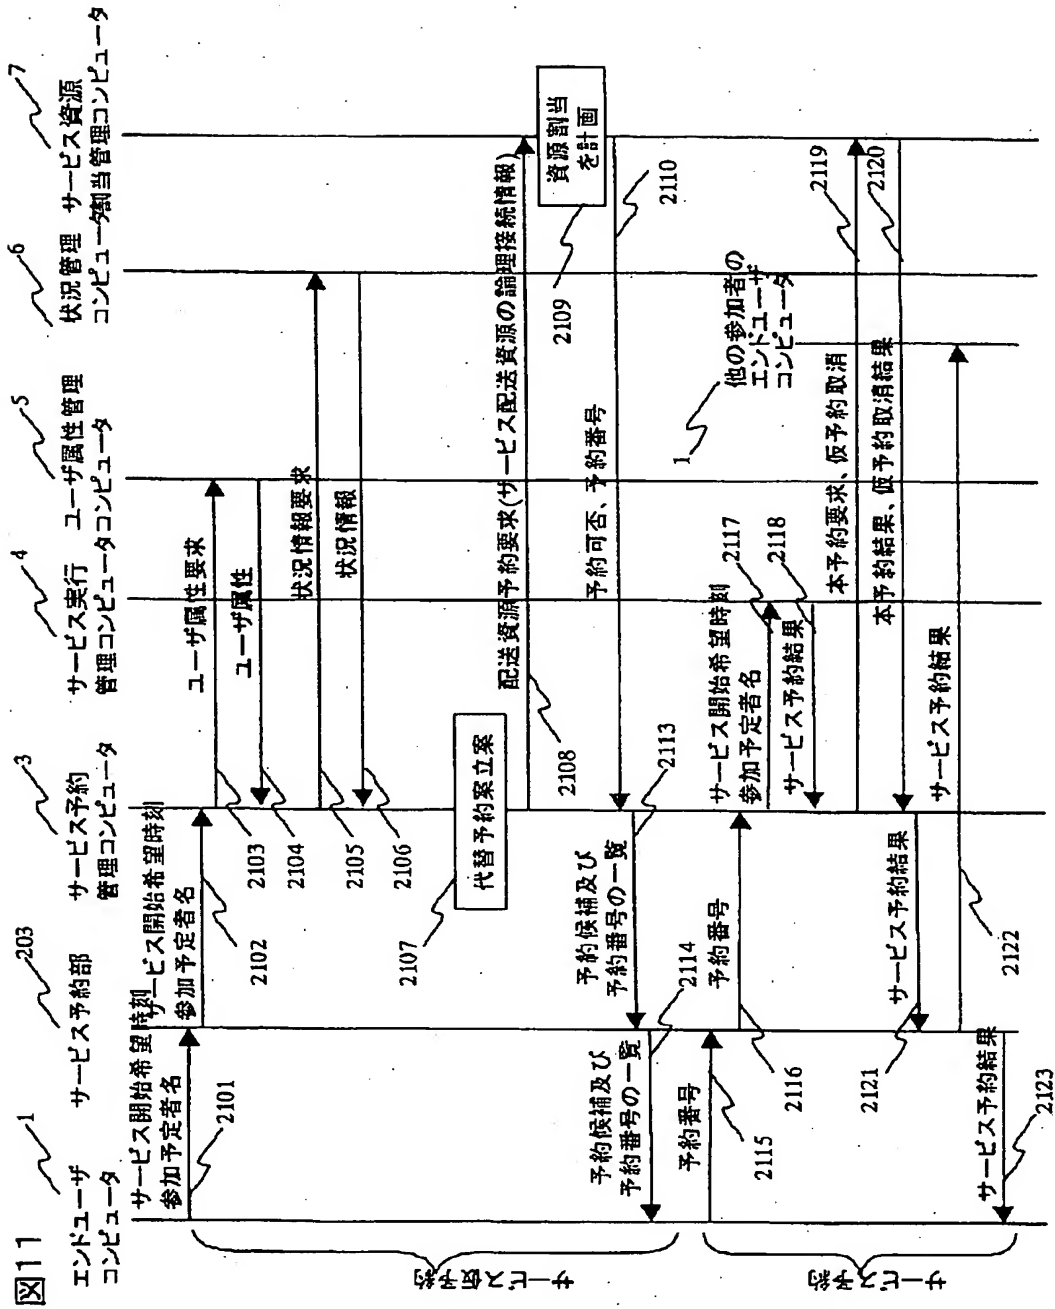 図11
1
エンドユーザ
コンピュータ
203
サービス予約部
3
サービス予約
管理コンピュータ
4
サービス実行
管理コンピュータ
5
ユーザ属性管理
コンピュータ
6
状況管理
コンピュータ
7
サービス資源
割当管理コンピュータ
サービス仮予約
サービス開始希望時刻
参加予定者名
2101
サービス開始希望時刻
参加予定者名
2102
ユーザ属性要求
2103
ユーザ属性
2104
状況情報要求
2105
状況情報
2106
代替予約案立案
2107
配送資源予約要求(サービス配送資源の論理接続情報)
2108
資源割当
を計画
2109
予約可否、予約番号
2110
予約候補及び
予約番号の一覧
2113
予約候補及び
予約番号の一覧
2114
サービス予約
予約番号
2115
予約番号
2116
サービス開始希望時刻
参加予定者名
2117
サービス予約結果
2118
1
他の参加者の
エンドユーザ
コンピュータ
本予約要求、仮予約取消
2119
本予約結果、仮予約取消結果
2120
サービス予約結果
2121
サービス予約結果
2122
サービス予約結果
2123